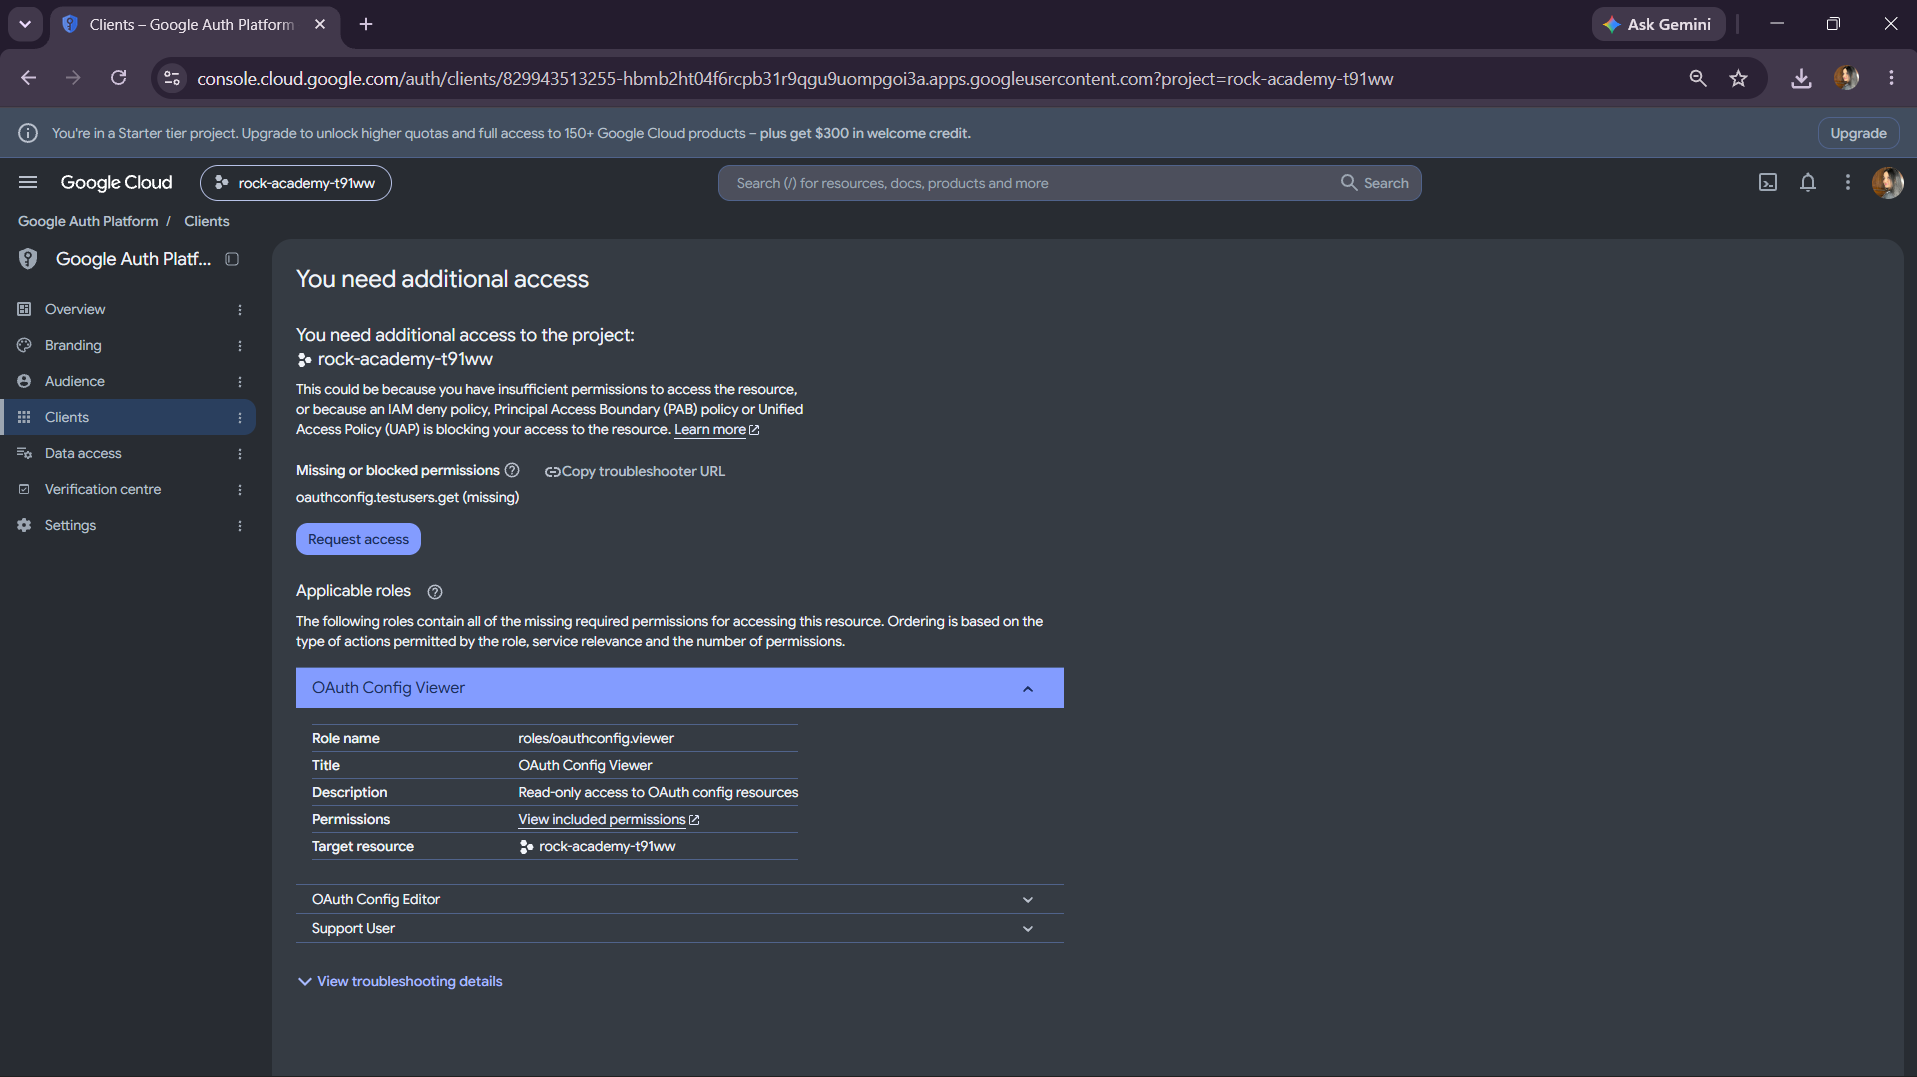 Clients – Google Auth Platform
Ask Gemini
console.cloud.google.com/auth/clients/829943513255-hbmb2ht04f6rcpb31r9qgu9uompgoi3a.apps.googleusercontent.com?project=rock-academy-t91ww
You're in a Starter tier project. Upgrade to unlock higher quotas and full access to 150+ Google Cloud products – plus get $300 in welcome credit.
Upgrade
Google Cloud
rock-academy-t91ww
Search (/) for resources, docs, products and more
Search
Google Auth Platform / Clients
Google Auth Platf...
Overview
Branding
Audience
Clients
Data access
Verification centre
Settings
You need additional access
You need additional access to the project:
rock-academy-t91ww
This could be because you have insufficient permissions to access the resource,
or because an IAM deny policy, Principal Access Boundary (PAB) policy or Unified
Access Policy (UAP) is blocking your access to the resource. Learn more
Missing or blocked permissions
Copy troubleshooter URL
oauthconfig.testusers.get (missing)
Request access
Applicable roles
The following roles contain all of the missing required permissions for accessing this resource. Ordering is based on the
type of actions permitted by the role, service relevance and the number of permissions.
OAuth Config Viewer
Role name roles/oauthconfig.viewer
Title OAuth Config Viewer
Description Read-only access to OAuth config resources
Permissions View included permissions
Target resource rock-academy-t91ww
OAuth Config Editor
Support User
View troubleshooting details